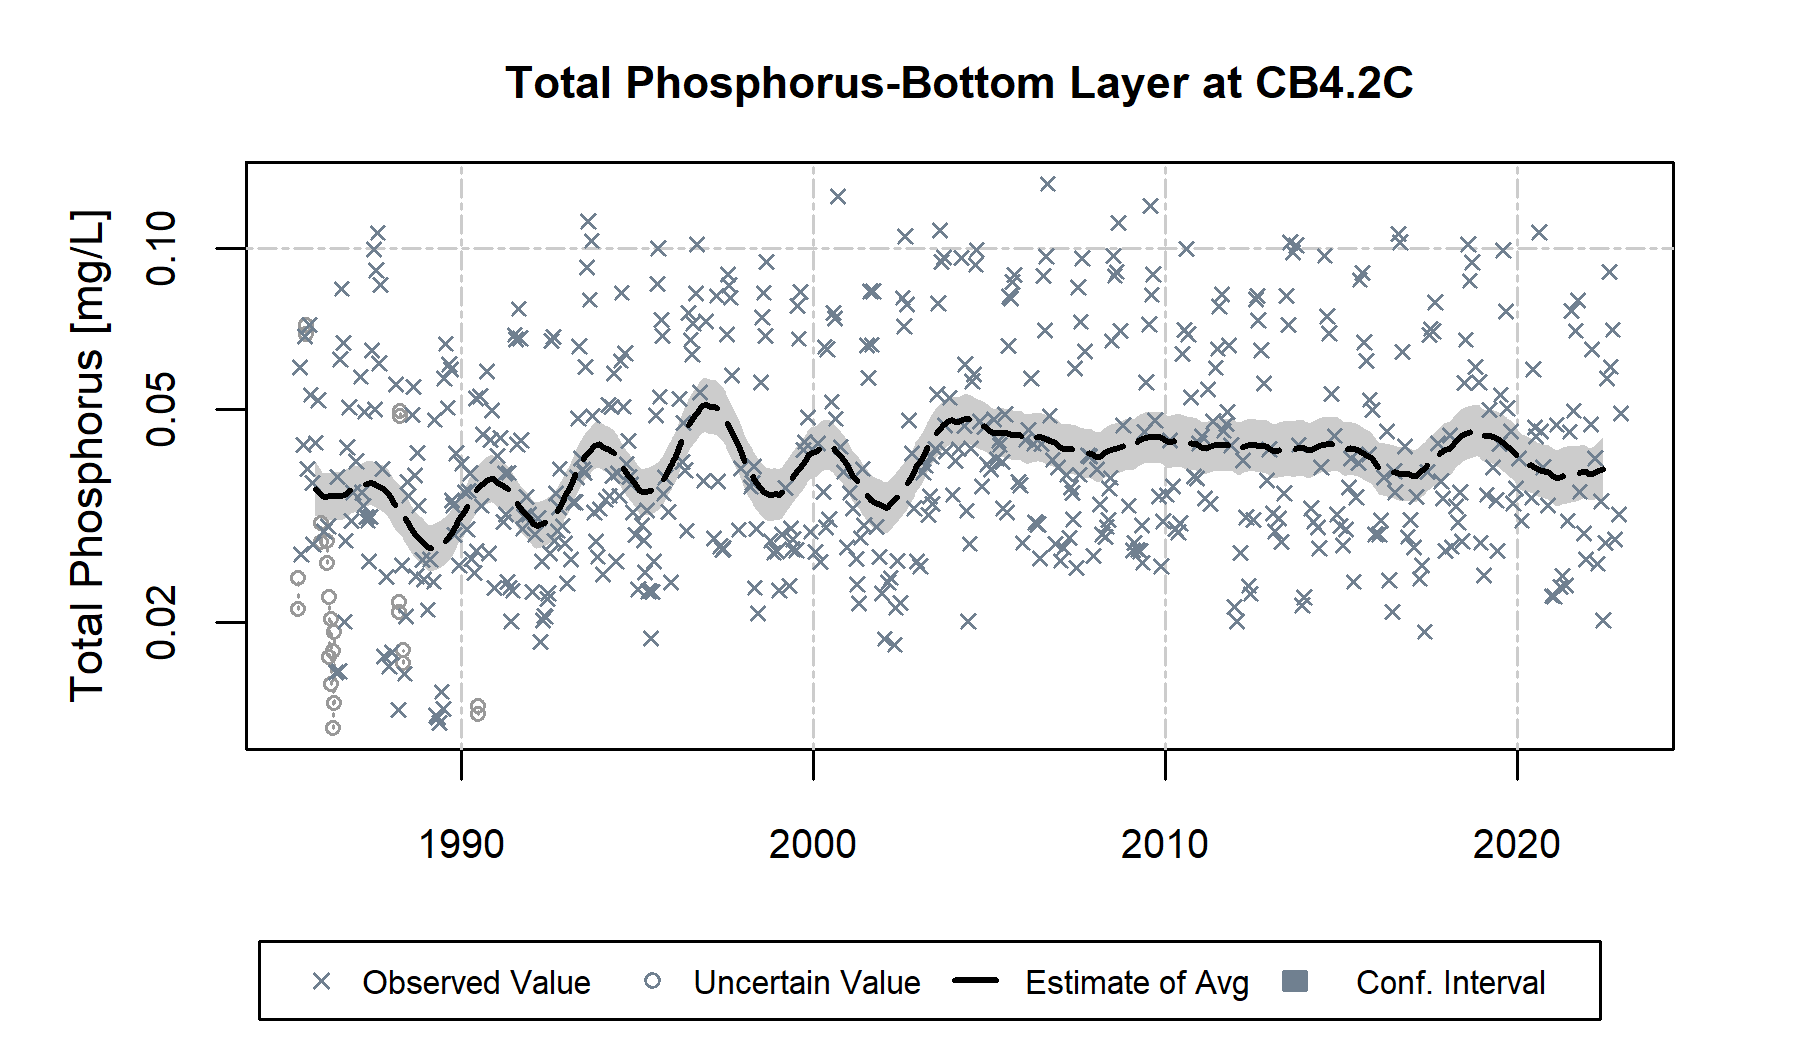 Total Phosphorus-Bottom Layer at CB4.2C
Total Phosphorus [mg/L]
0.10
0.05
0.02
1990 2000 2010 2020
Observed Value Uncertain Value Estimate of Avg Conf. Interval